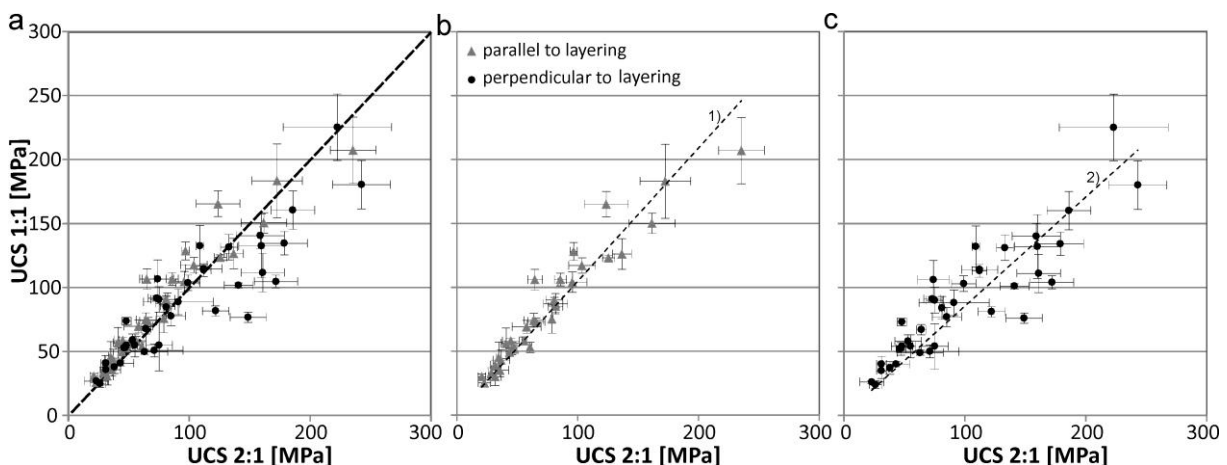 a
300
250
200
150
100
50
0
UCS 1:1 [MPa]
0 100 200 300
UCS 2:1 [MPa]
b
parallel to layering
perpendicular to layering
1)
0 100 200 300
UCS 2:1 [MPa]
c
2)
0 100 200 300
UCS 2:1 [MPa]